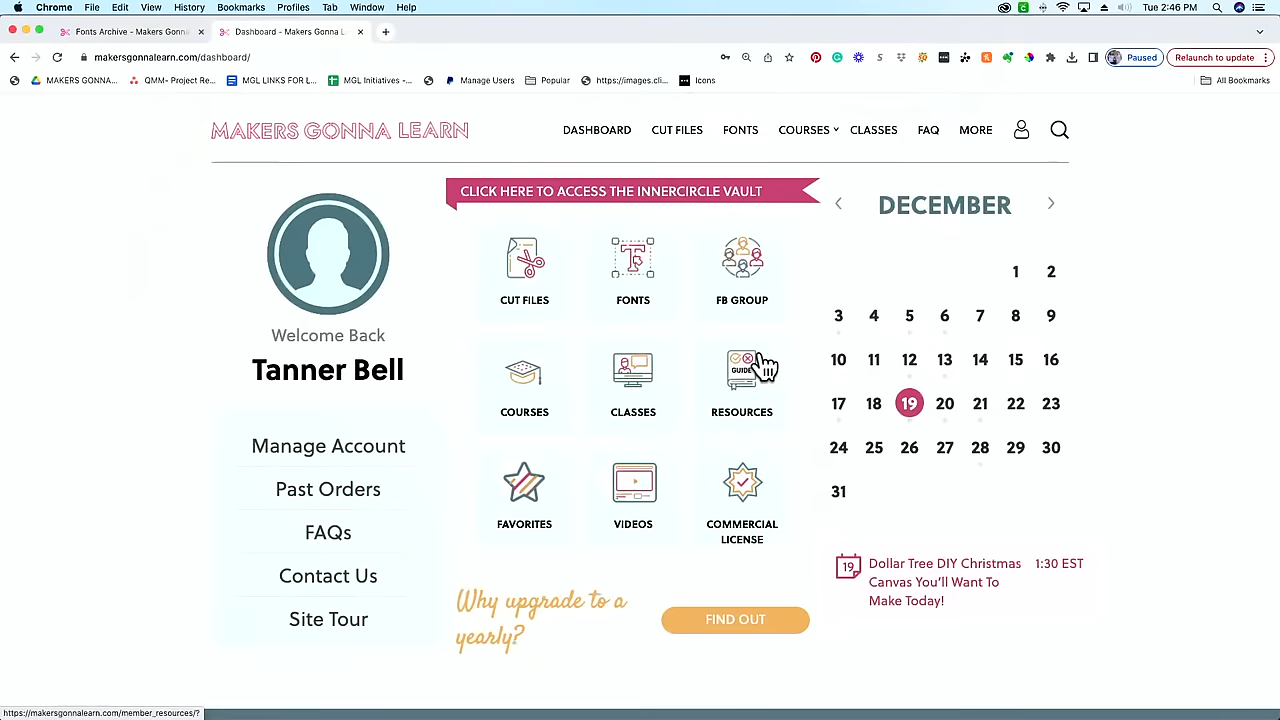 Chrome File Edit View History Bookmarks Profiles Tab Window Help Tue 2:46 PM
Fonts Archive - Makers Gonna Dashboard - Makers Gonna L
makersgonnalearn.com/dashboard/ Paused Relaunch to update
MAKERS GONNA... QMM- Project Re... MGL LINKS FOR L... MGL Initiatives -... Manage Users Popular https://images.cli... Icons All Bookmarks
MAKERS GONNA LEARN
DASHBOARD CUT FILES FONTS COURSES CLASSES FAQ MORE
CLICK HERE TO ACCESS THE INNERCIRCLE VAULT
Welcome Back
Tanner Bell
Manage Account
Past Orders
FAQs
Contact Us
Site Tour
CUT FILES FONTS FB GROUP
GUIDE
COURSES CLASSES RESOURCES
FAVORITES VIDEOS COMMERCIAL
LICENSE
Why upgrade to a
yearly?
FIND OUT
DECEMBER
1 2
3 4 5 6 7 8 9
10 11 12 13 14 15 16
17 18 19 20 21 22 23
24 25 26 27 28 29 30
31
19 Dollar Tree DIY Christmas 1:30 EST
Canvas You'll Want To
Make Today!
https://makersgonnalearn.com/member_resources/?